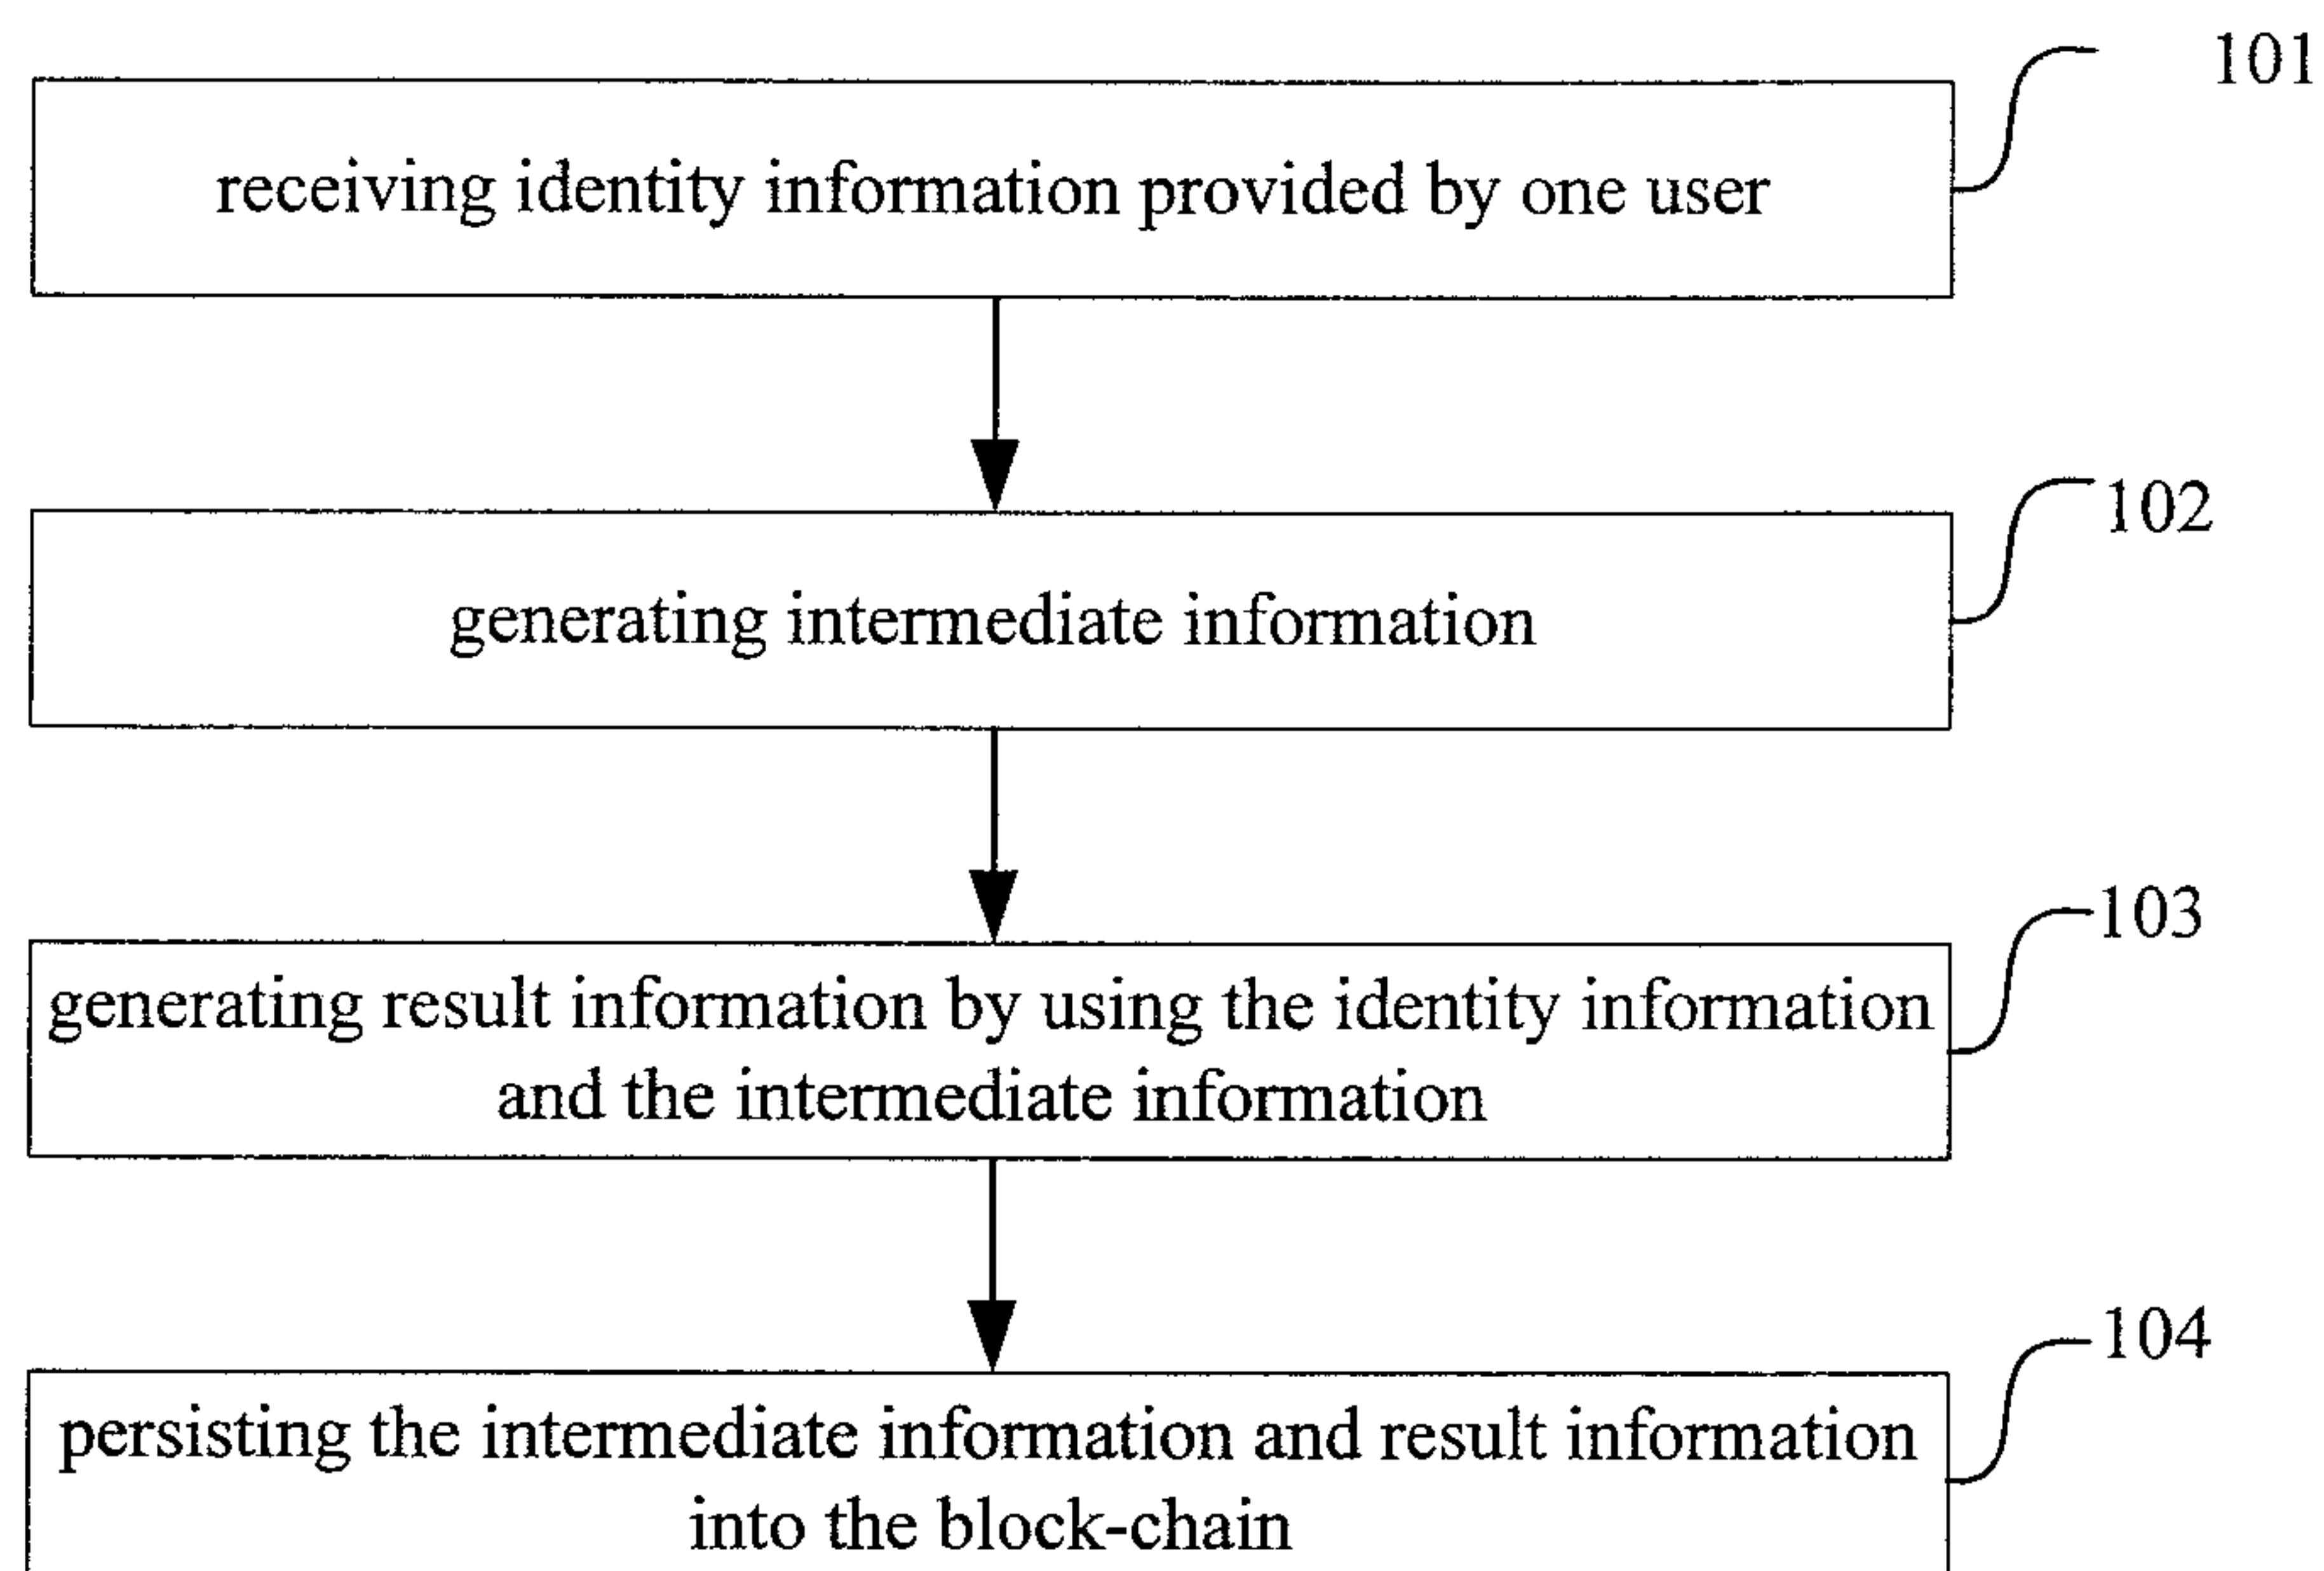 101
receiving identity information provided by one user
102
generating intermediate information
103
generating result information by using the identity information
and the intermediate information
104
persisting the intermediate information and result information
into the block-chain